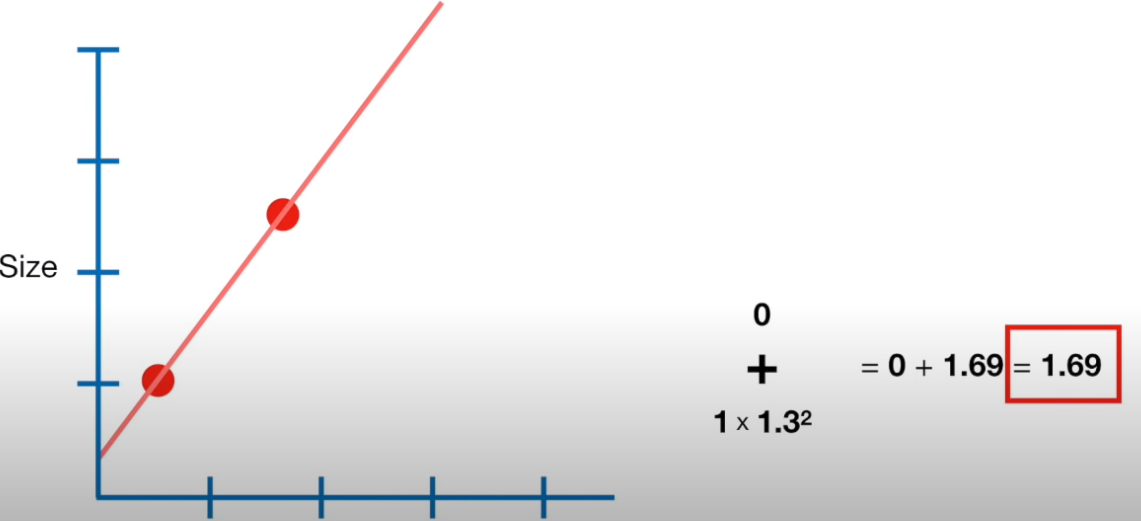 Size
0
+
= 0 + 1.69 = 1.69
1 x 1.3²